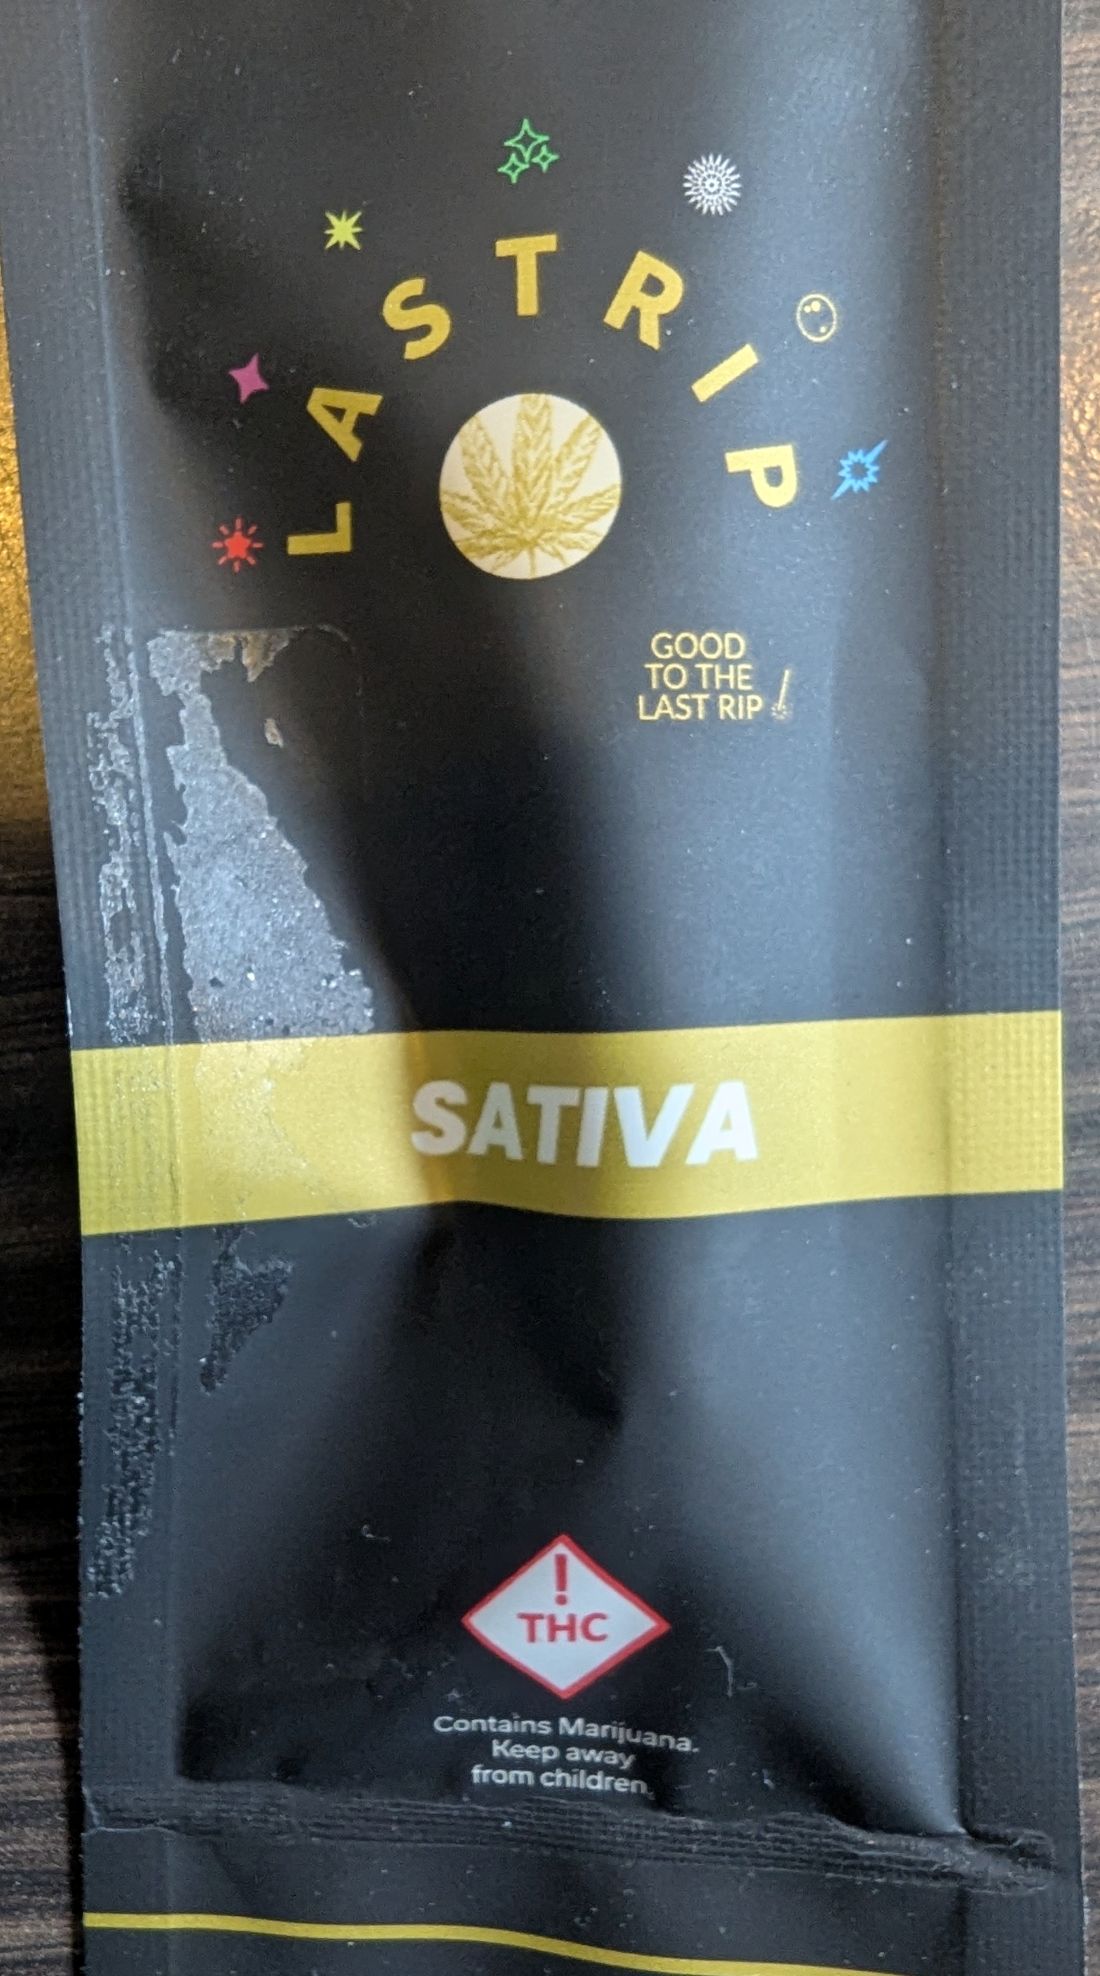 LASTRIP
GOOD
TO THE
LAST RIP
SATIVA
!
THC
Contains Marijuana.
Keep away
from children.